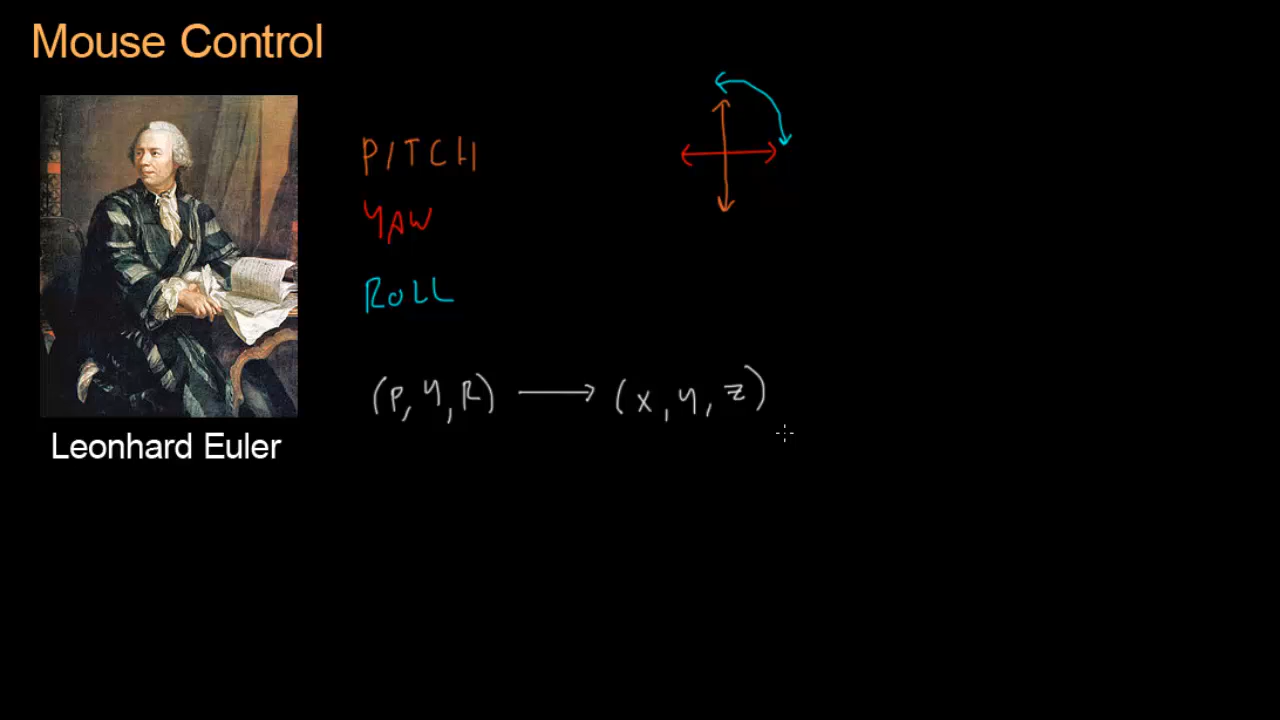 Mouse Control
PITCH
YAW
ROLL
(P, Y, R) → (X, Y, Z)
Leonhard Euler